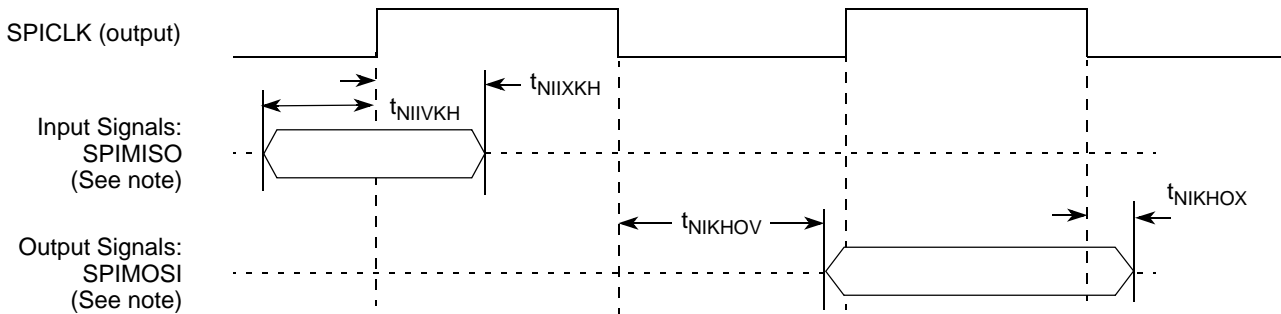 SPICLK (output)
tNIIXKH
tNIIVKH
Input Signals:
SPIMISO
(See note)
tNIKHOX
tNIKHOV
Output Signals:
SPIMOSI
(See note)